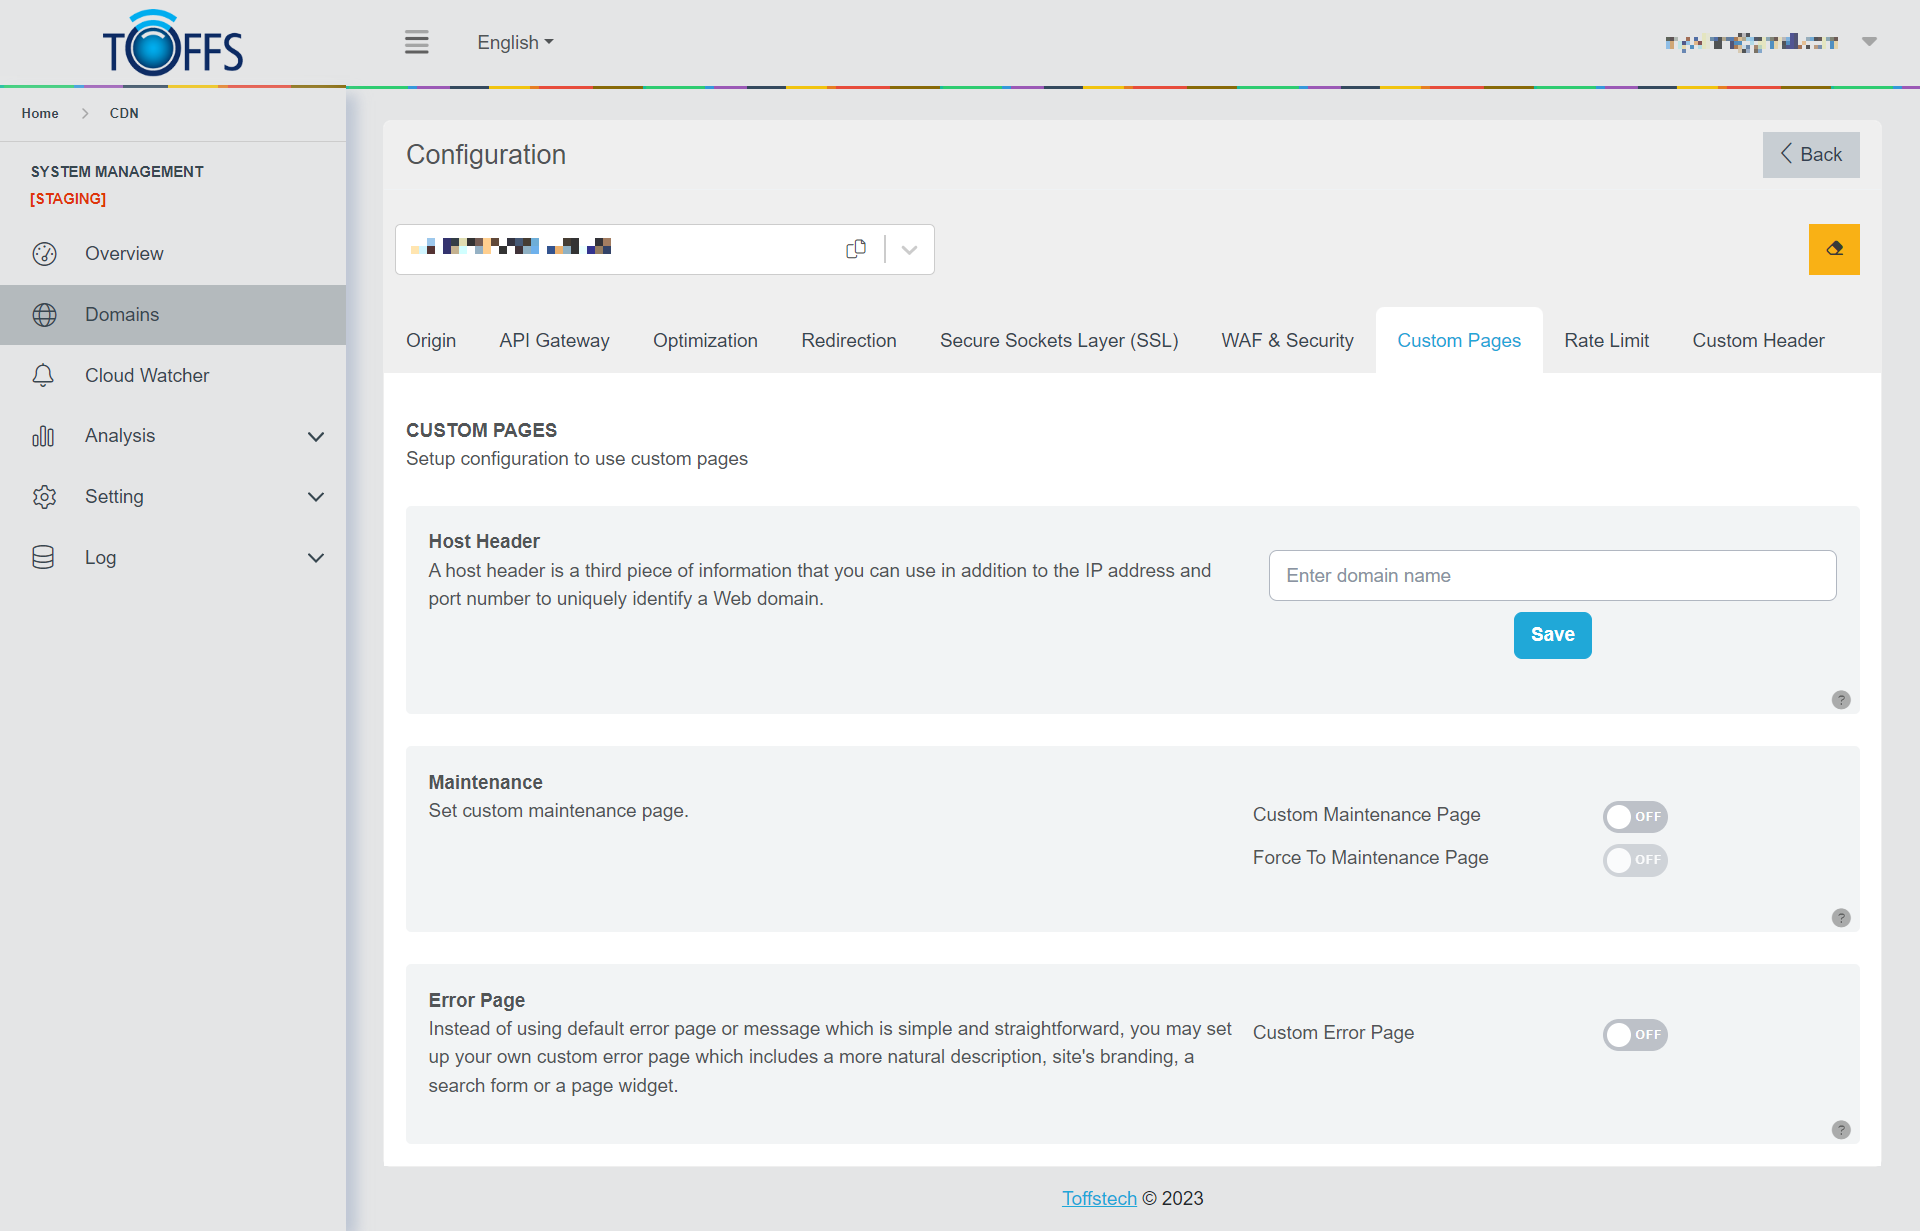 TOFFS
English
Home > CDN
SYSTEM MANAGEMENT
[STAGING]
Overview
Domains
Cloud Watcher
Analysis
Setting
Log
Configuration
Back
Origin
API Gateway
Optimization
Redirection
Secure Sockets Layer (SSL)
WAF & Security
Custom Pages
Rate Limit
Custom Header
CUSTOM PAGES
Setup configuration to use custom pages
Host Header
A host header is a third piece of information that you can use in addition to the IP address and
port number to uniquely identify a Web domain.
Enter domain name
Save
?
Maintenance
Set custom maintenance page.
Custom Maintenance Page
OFF
Force To Maintenance Page
OFF
?
Error Page
Instead of using default error page or message which is simple and straightforward, you may set
up your own custom error page which includes a more natural description, site's branding, a
search form or a page widget.
Custom Error Page
OFF
?
Toffstech © 2023